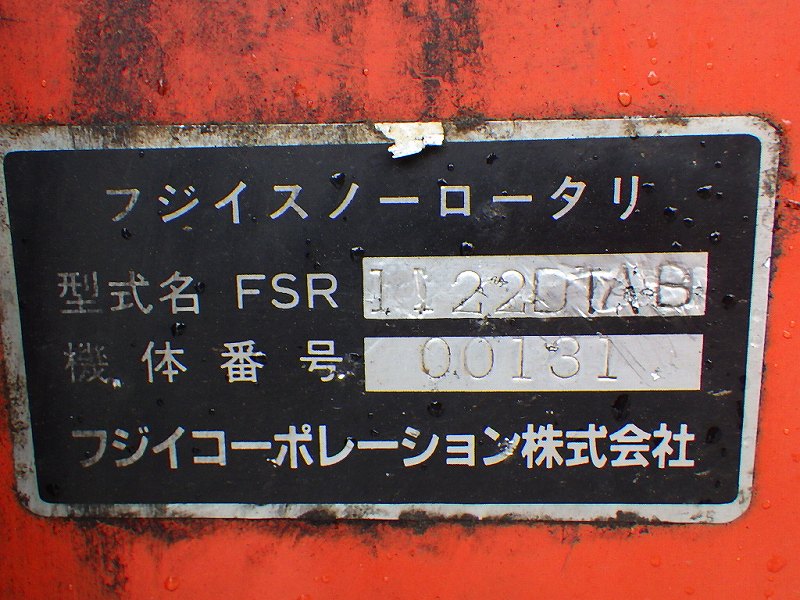 フジイスノーロータリ
型式名 FSR 1122DTAB
機体番号 00131
フジイコーポレーション株式会社